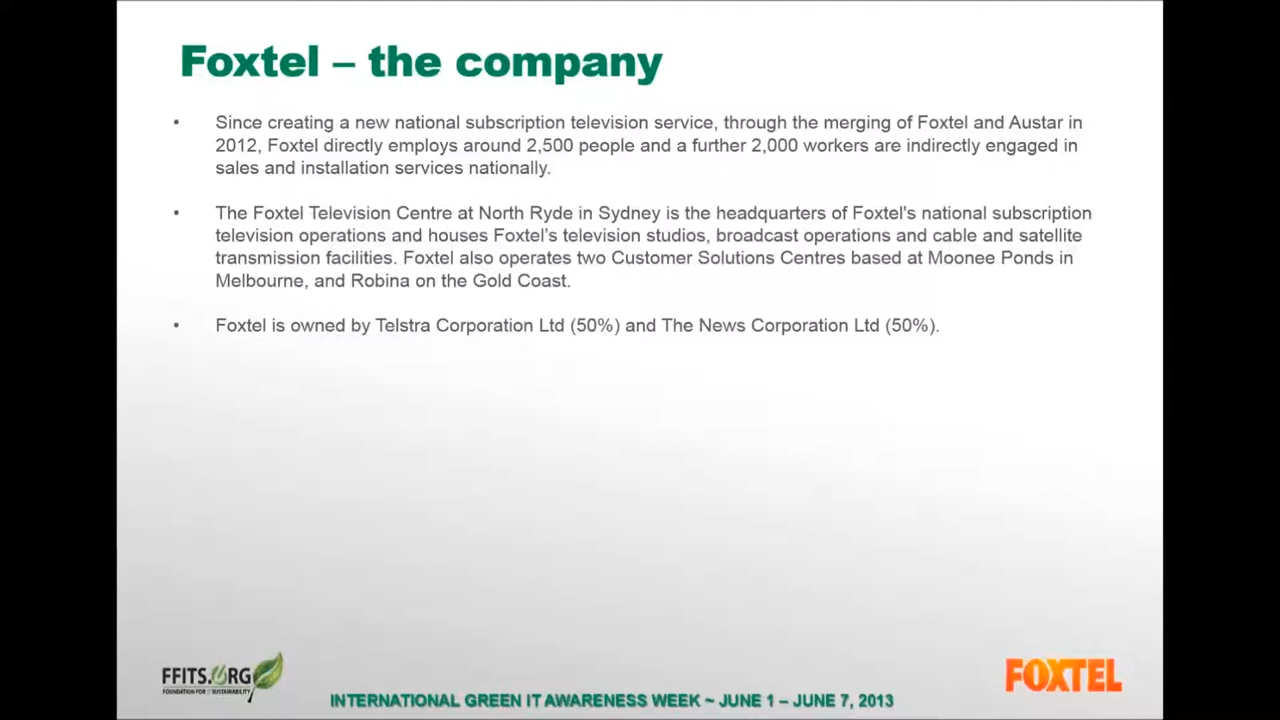 Foxtel – the company
• Since creating a new national subscription television service, through the merging of Foxtel and Austar in
2012, Foxtel directly employs around 2,500 people and a further 2,000 workers are indirectly engaged in
sales and installation services nationally.
• The Foxtel Television Centre at North Ryde in Sydney is the headquarters of Foxtel's national subscription
television operations and houses Foxtel's television studios, broadcast operations and cable and satellite
transmission facilities. Foxtel also operates two Customer Solutions Centres based at Moonee Ponds in
Melbourne, and Robina on the Gold Coast.
• Foxtel is owned by Telstra Corporation Ltd (50%) and The News Corporation Ltd (50%).
FFITS.ORG
FOUNDATION FOR IT SUSTAINABILITY
FOXTEL
INTERNATIONAL GREEN IT AWARENESS WEEK ~ JUNE 1 – JUNE 7, 2013